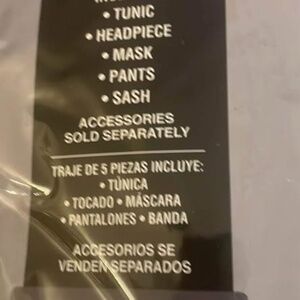 • TUNIC
• HEADPIECE
• MASK
• PANTS
• SASH
ACCESSORIES
SOLD SEPARATELY
TRAJE DE 5 PIEZAS INCLUYE:
• TÚNICA
• TOCADO • MÁSCARA
• PANTALONES • BANDA
ACCESORIOS SE
VENDEN SEPARADOS